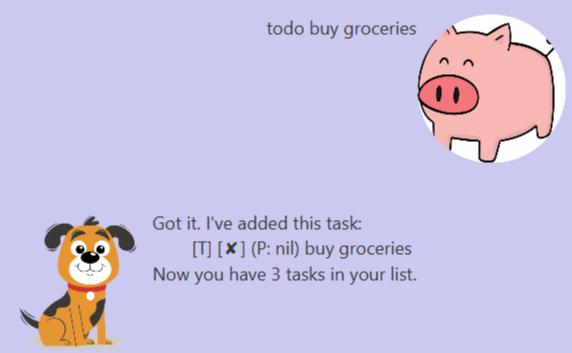 todo buy groceries
Got it. I've added this task:
[T] [✘] (P: nil) buy groceries
Now you have 3 tasks in your list.